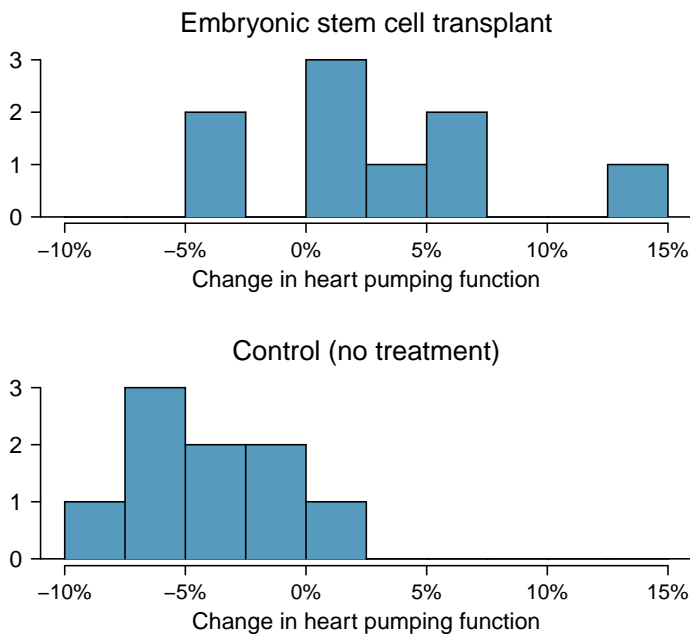 Embryonic stem cell transplant
3
2
1
0
−10% −5% 0% 5% 10% 15%
Change in heart pumping function
Control (no treatment)
3
2
1
0
−10% −5% 0% 5% 10% 15%
Change in heart pumping function